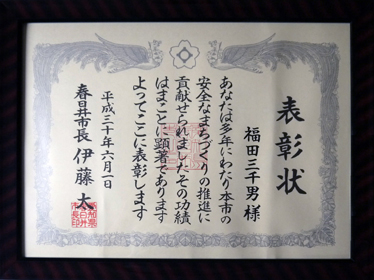 表彰状
福田三千男様
あなたは多年にわたり本市の
安全なまちづくりの推進に
貢献せられましたその功績
はまことに顕著であります
よってここに表彰します
平成三十年六月一日
春日井市長 伊藤 太